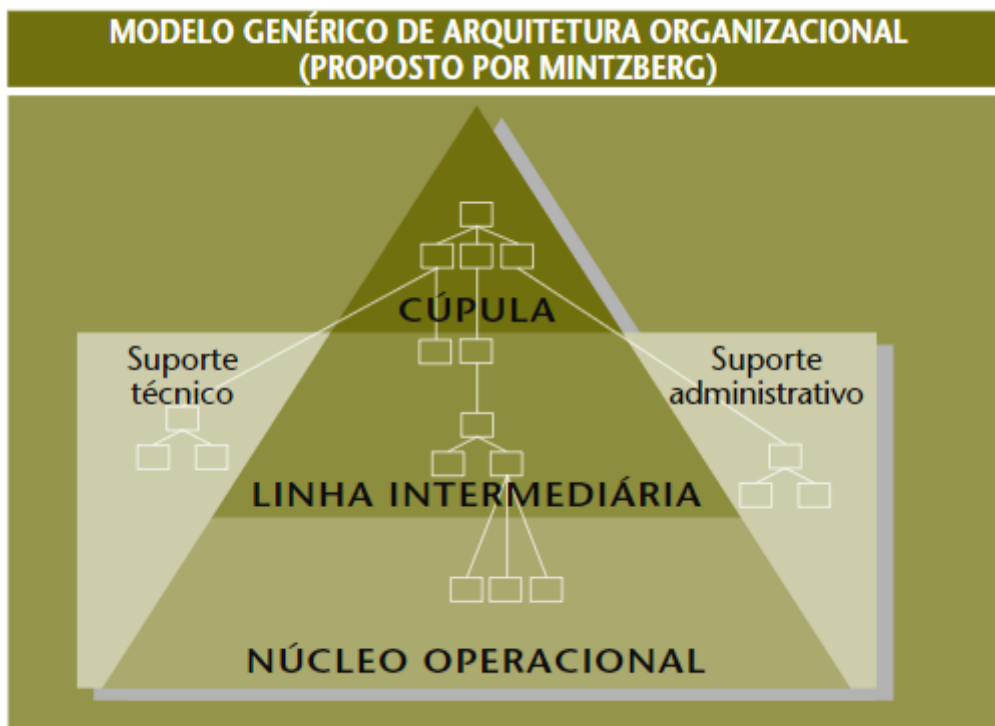 MODELO GENÉRICO DE ARQUITETURA ORGANIZACIONAL
(PROPOSTO POR MINTZBERG)
CÚPULA
Suporte
técnico
Suporte
administrativo
LINHA INTERMEDIÁRIA
NÚCLEO OPERACIONAL